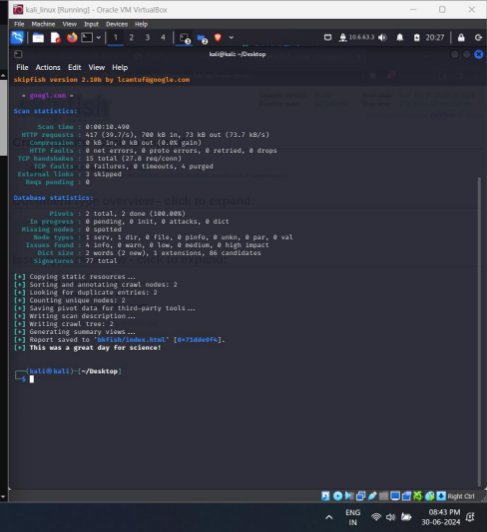 kali_linux [Running] - Oracle VM VirtualBox
File Machine View Input Devices Help
1 2 3 4 10.6.63.3 20:27
kali@kali: ~/Desktop
File Actions Edit View Help
skipfish version 2.10b by lcamtuf@google.com
- googl.com -
Scan statistics:
Scan time : 0:00:10.490
HTTP requests : 417 (39.7/s), 700 kB in, 73 kB out (73.7 kB/s)
Compression : 0 kB in, 0 kB out (0.0% gain)
HTTP faults : 0 net errors, 0 proto errors, 0 retried, 0 drops
TCP handshakes : 15 total (27.8 req/conn)
TCP faults : 0 failures, 0 timeouts, 4 purged
External links : 3 skipped
Reqs pending : 0
Database statistics:
Pivots : 2 total, 2 done (100.00%)
In progress : 0 pending, 0 init, 0 attacks, 0 dict
Missing nodes : 0 spotted
Node types : 1 serv, 1 dir, 0 file, 0 pinfo, 0 unkn, 0 par, 0 val
Issues found : 4 info, 0 warn, 0 low, 0 medium, 0 high impact
Dict size : 2 words (2 new), 1 extensions, 86 candidates
Signatures : 77 total
[+] Copying static resources...
[+] Sorting and annotating crawl nodes: 2
[+] Looking for duplicate entries: 2
[+] Counting unique nodes: 2
[+] Saving pivot data for third-party tools...
[+] Writing scan description...
[+] Writing crawl tree: 2
[+] Generating summary views...
[+] Report saved to 'bkfish/index.html' [0×71dde9f4].
[+] This was a great day for science!
(kali㉿kali)-[~/Desktop]
$
Right Ctrl
ENG 08:43 PM
IN 30-06-2024